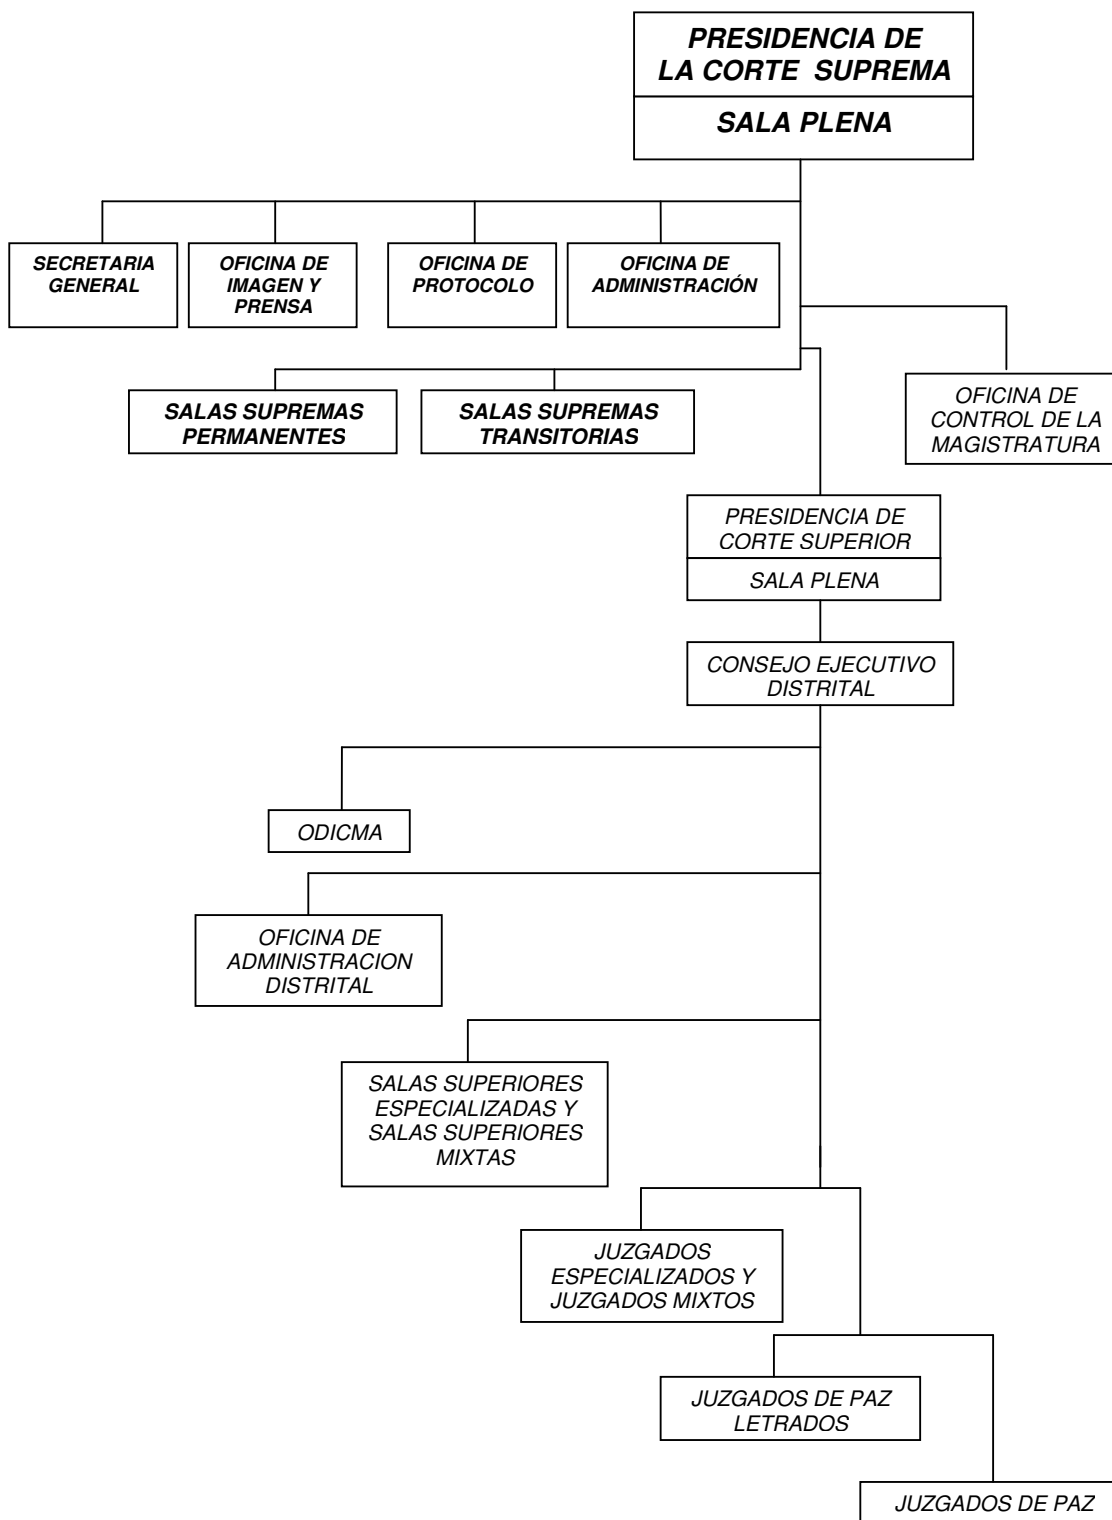 PRESIDENCIA DE
LA CORTE SUPREMA
SALA PLENA
SECRETARIA
GENERAL
OFICINA DE
IMAGEN Y
PRENSA
OFICINA DE
PROTOCOLO
OFICINA DE
ADMINISTRACIÓN
SALAS SUPREMAS
PERMANENTES
SALAS SUPREMAS
TRANSITORIAS
OFICINA DE
CONTROL DE LA
MAGISTRATURA
PRESIDENCIA DE
CORTE SUPERIOR
SALA PLENA
CONSEJO EJECUTIVO
DISTRITAL
ODICMA
OFICINA DE
ADMINISTRACION
DISTRITAL
SALAS SUPERIORES
ESPECIALIZADAS Y
SALAS SUPERIORES
MIXTAS
JUZGADOS
ESPECIALIZADOS Y
JUZGADOS MIXTOS
JUZGADOS DE PAZ
LETRADOS
JUZGADOS DE PAZ